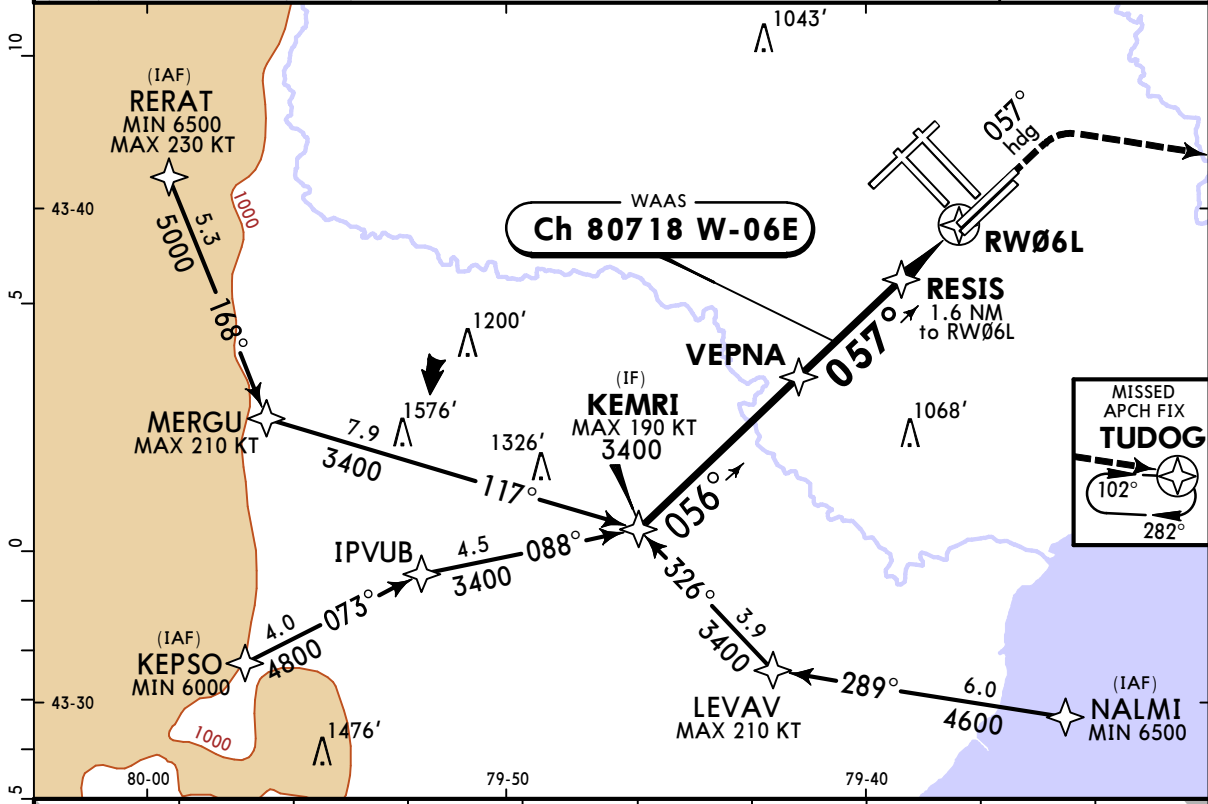 1043'
10
(IAF)
RERAT
MIN 6500
MAX 230 KT
057°
hdg
43-40
1000
5.3
5000
168°
WAAS
Ch 80718 W-06E
RWØ6L
RESIS
1.6 NM
to RWØ6L
5
057°
1200'
VEPNA
(IF)
KEMRI
MAX 190 KT
3400
1576'
1068'
MISSED
APCH FIX
TUDOG
102°
282°
MERGU
MAX 210 KT
7.9
3400
1326'
117°
056°
0
IPVUB
4.5
088°
3400
326°
3.9
3400
4.0
073°
4800
(IAF)
KEPSO
MIN 6000
289°
6.0
4600
LEVAV
MAX 210 KT
(IAF)
NALMI
MIN 6500
43-30
1000
1476'
5
80-00
79-50
79-40